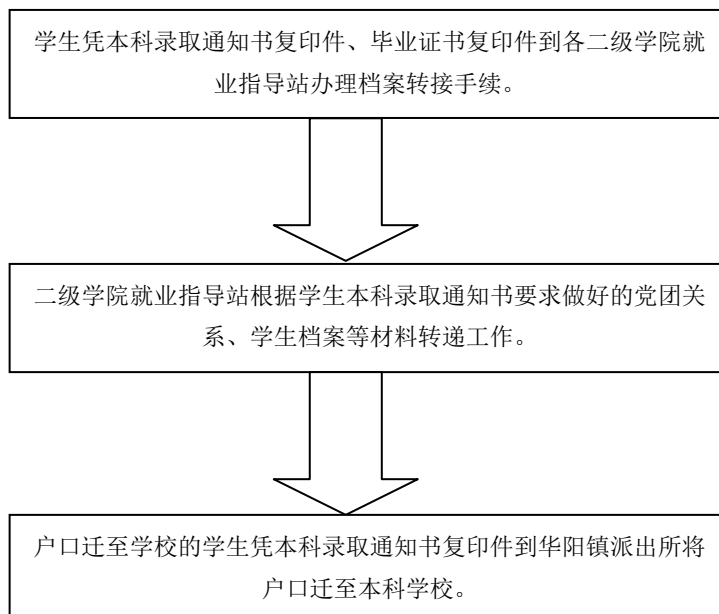 学生凭本科录取通知书复印件、毕业证书复印件到各二级学院就
业指导站办理档案转接手续。
二级学院就业指导站根据学生本科录取通知书要求做好的党团关
系、学生档案等材料转递工作。
户口迁至学校的学生凭本科录取通知书复印件到华阳镇派出所将
户口迁至本科学校。